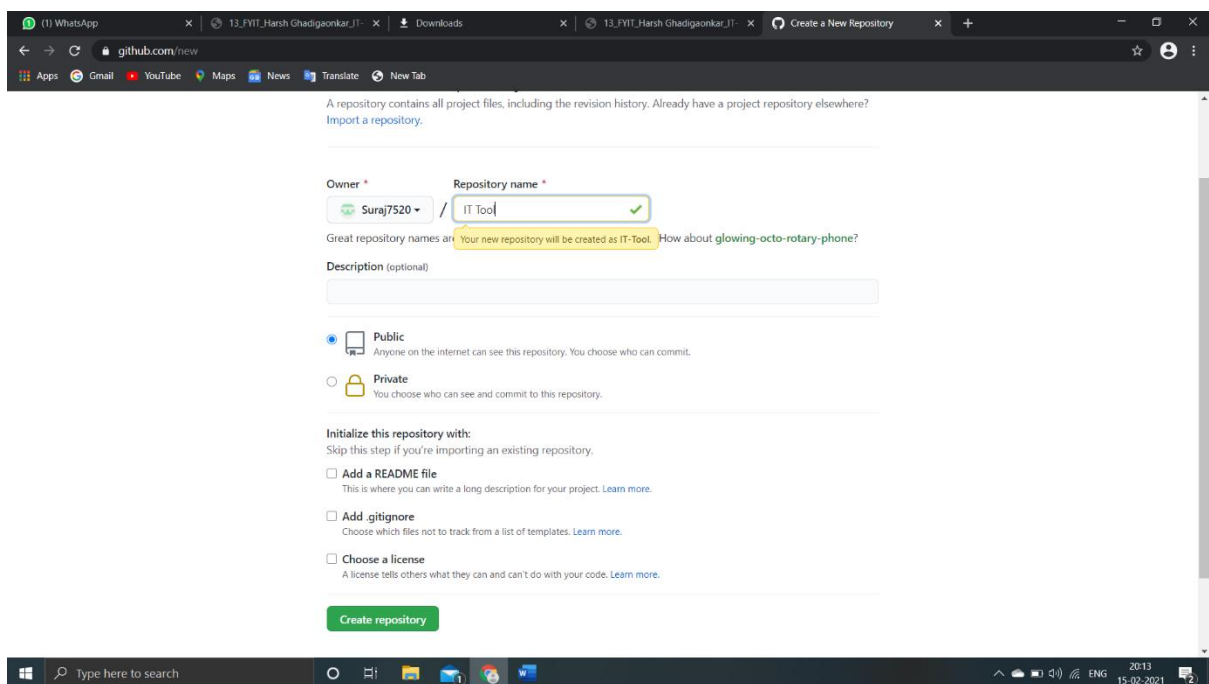 (1) WhatsApp
13_FYIT_Harsh Ghadigaonkar_IT-
Downloads
13_FYIT_Harsh Ghadigaonkar_IT-
Create a New Repository
github.com/new
Apps Gmail YouTube Maps News Translate New Tab
A repository contains all project files, including the revision history. Already have a project repository elsewhere?
Import a repository.
Owner * Repository name *
Suraj7520 / IT Tool
Great repository names are
Your new repository will be created as IT-Tool.
How about glowing-octo-rotary-phone?
Description (optional)
Public
Anyone on the internet can see this repository. You choose who can commit.
Private
You choose who can see and commit to this repository.
Initialize this repository with:
Skip this step if you're importing an existing repository.
Add a README file
This is where you can write a long description for your project. Learn more.
Add .gitignore
Choose which files not to track from a list of templates. Learn more.
Choose a license
A license tells others what they can and can't do with your code. Learn more.
Create repository
Type here to search
ENG
20:13
15-02-2021